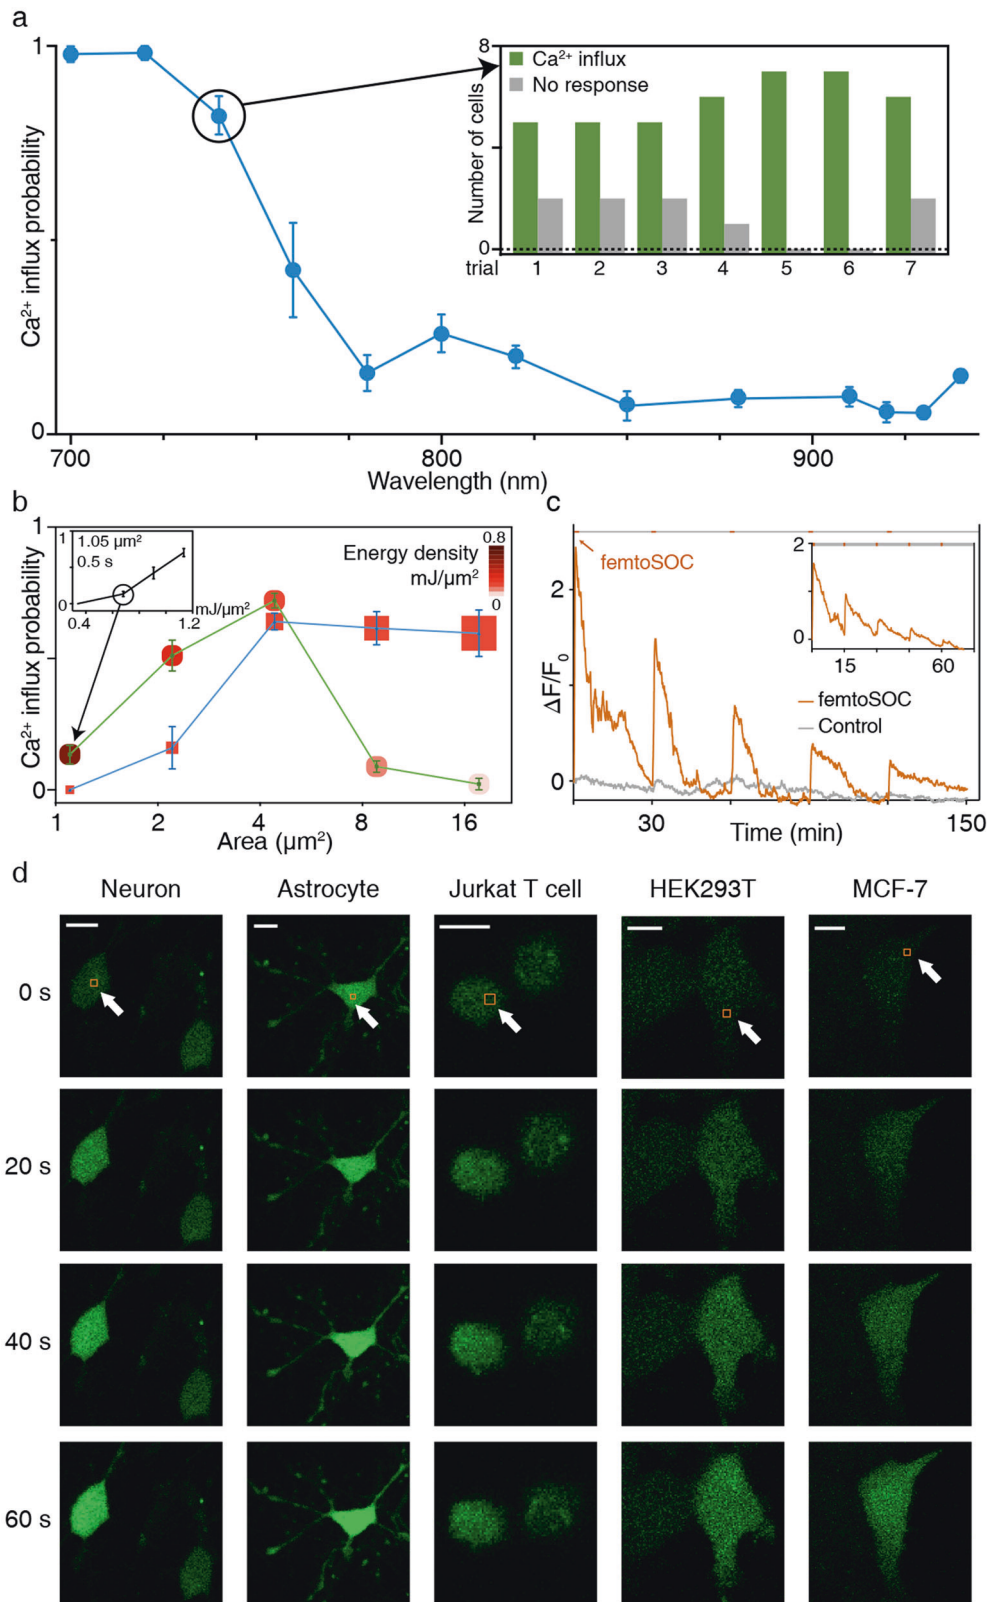 a
1
Ca²⁺ influx probability
0
700
800
900
Wavelength (nm)
8
Number of cells
0
Ca²⁺ influx
No response
trial
1
2
3
4
5
6
7
b
1
Ca²⁺ influx probability
0
1
2
4
8
16
Area (μm²)
1
0
1.05 μm²
0.5 s
0.4
1.2
mJ/μm²
Energy density
mJ/μm²
0.8
0
c
femtoSOC
2
ΔF/F₀
0
30
150
Time (min)
2
0
15
60
femtoSOC
Control
d
Neuron
Astrocyte
Jurkat T cell
HEK293T
MCF-7
0 s
20 s
40 s
60 s